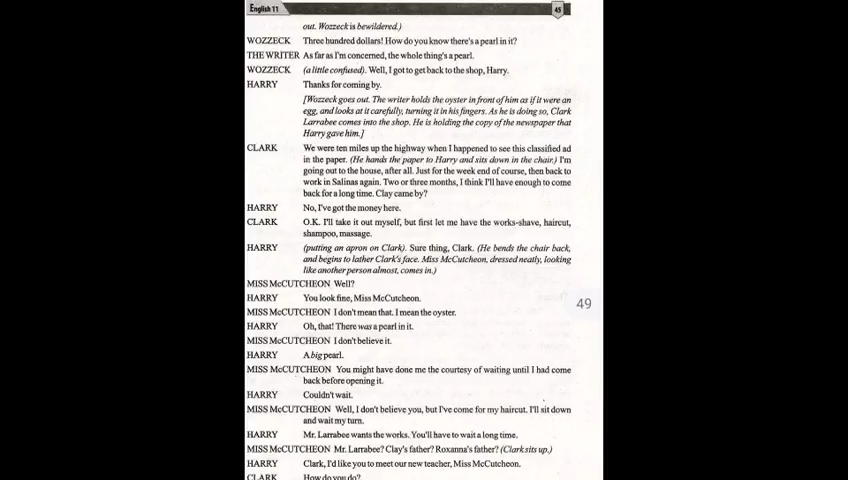 English 11
45
out. Wozzeck is bewildered.)
WOZZECK Three hundred dollars! How do you know there's a pearl in it?
THE WRITER As far as I'm concerned, the whole thing's a pearl.
WOZZECK (a little confused). Well, I got to get back to the shop, Harry.
HARRY Thanks for coming by.
[Wozzeck goes out. The writer holds the oyster in front of him as if it were an
egg, and looks at it carefully, turning it in his fingers. As he is doing so, Clark
Larrabee comes into the shop. He is holding the copy of the newspaper that
Harry gave him.]
CLARK We were ten miles up the highway when I happened to see this classified ad
in the paper. (He hands the paper to Harry and sits down in the chair.) I'm
going out to the house, after all. Just for the week end of course, then back to
work in Salinas again. Two or three months, I think I'll have enough to come
back for a long time. Clay came by?
HARRY No, I've got the money here.
CLARK O.K. I'll take it out myself, but first let me have the works-shave, haircut,
shampoo, massage.
HARRY (putting an apron on Clark). Sure thing, Clark. (He bends the chair back,
and begins to lather Clark's face. Miss McCutcheon, dressed neatly, looking
like another person almost, comes in.)
MISS McCUTCHEON Well?
HARRY You look fine, Miss McCutcheon.
MISS McCUTCHEON I don't mean that. I mean the oyster.
HARRY Oh, that! There was a pearl in it.
MISS McCUTCHEON I don't believe it.
HARRY A big pearl.
MISS McCUTCHEON You might have done me the courtesy of waiting until I had come
back before opening it.
HARRY Couldn't wait.
MISS McCUTCHEON Well, I don't believe you, but I've come for my haircut. I'll sit down
and wait my turn.
HARRY Mr. Larrabee wants the works. You'll have to wait a long time.
MISS McCUTCHEON Mr. Larrabee? Clay's father? Roxanna's father? (Clark sits up.)
HARRY Clark, I'd like you to meet our new teacher, Miss McCutcheon.
CLARK How do you do?
49